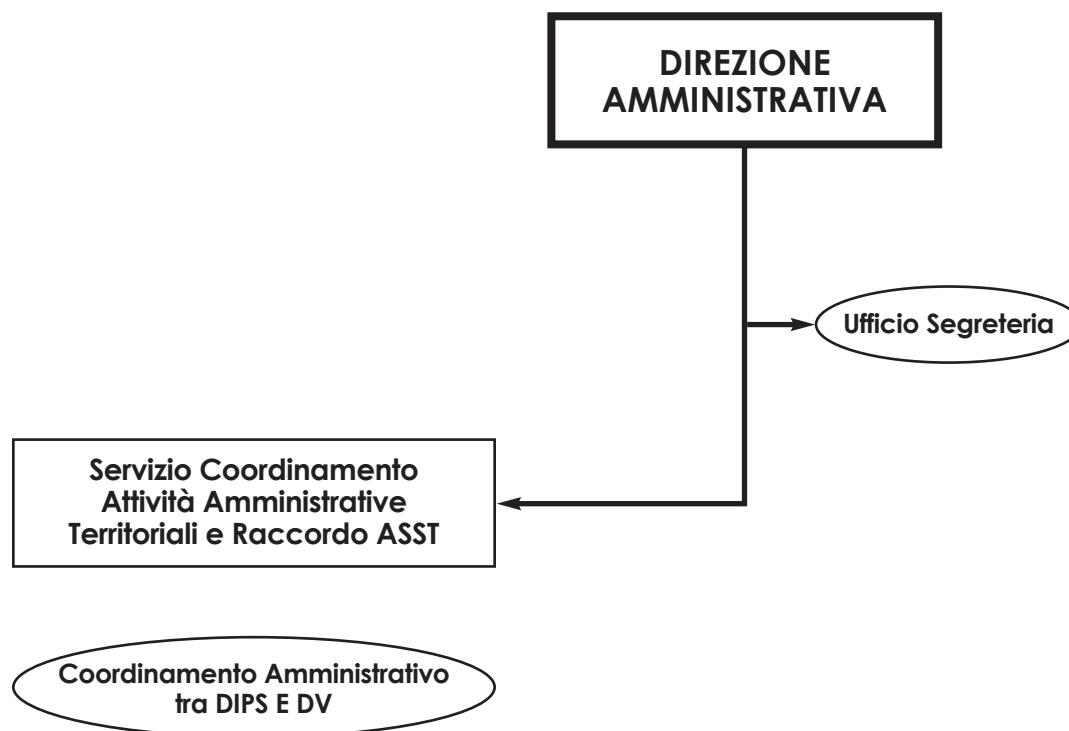 DIREZIONE
AMMINISTRATIVA
Ufficio Segreteria
Servizio Coordinamento
Attività Amministrative
Territoriali e Raccordo ASST
Coordinamento Amministrativo
tra DIPS E DV